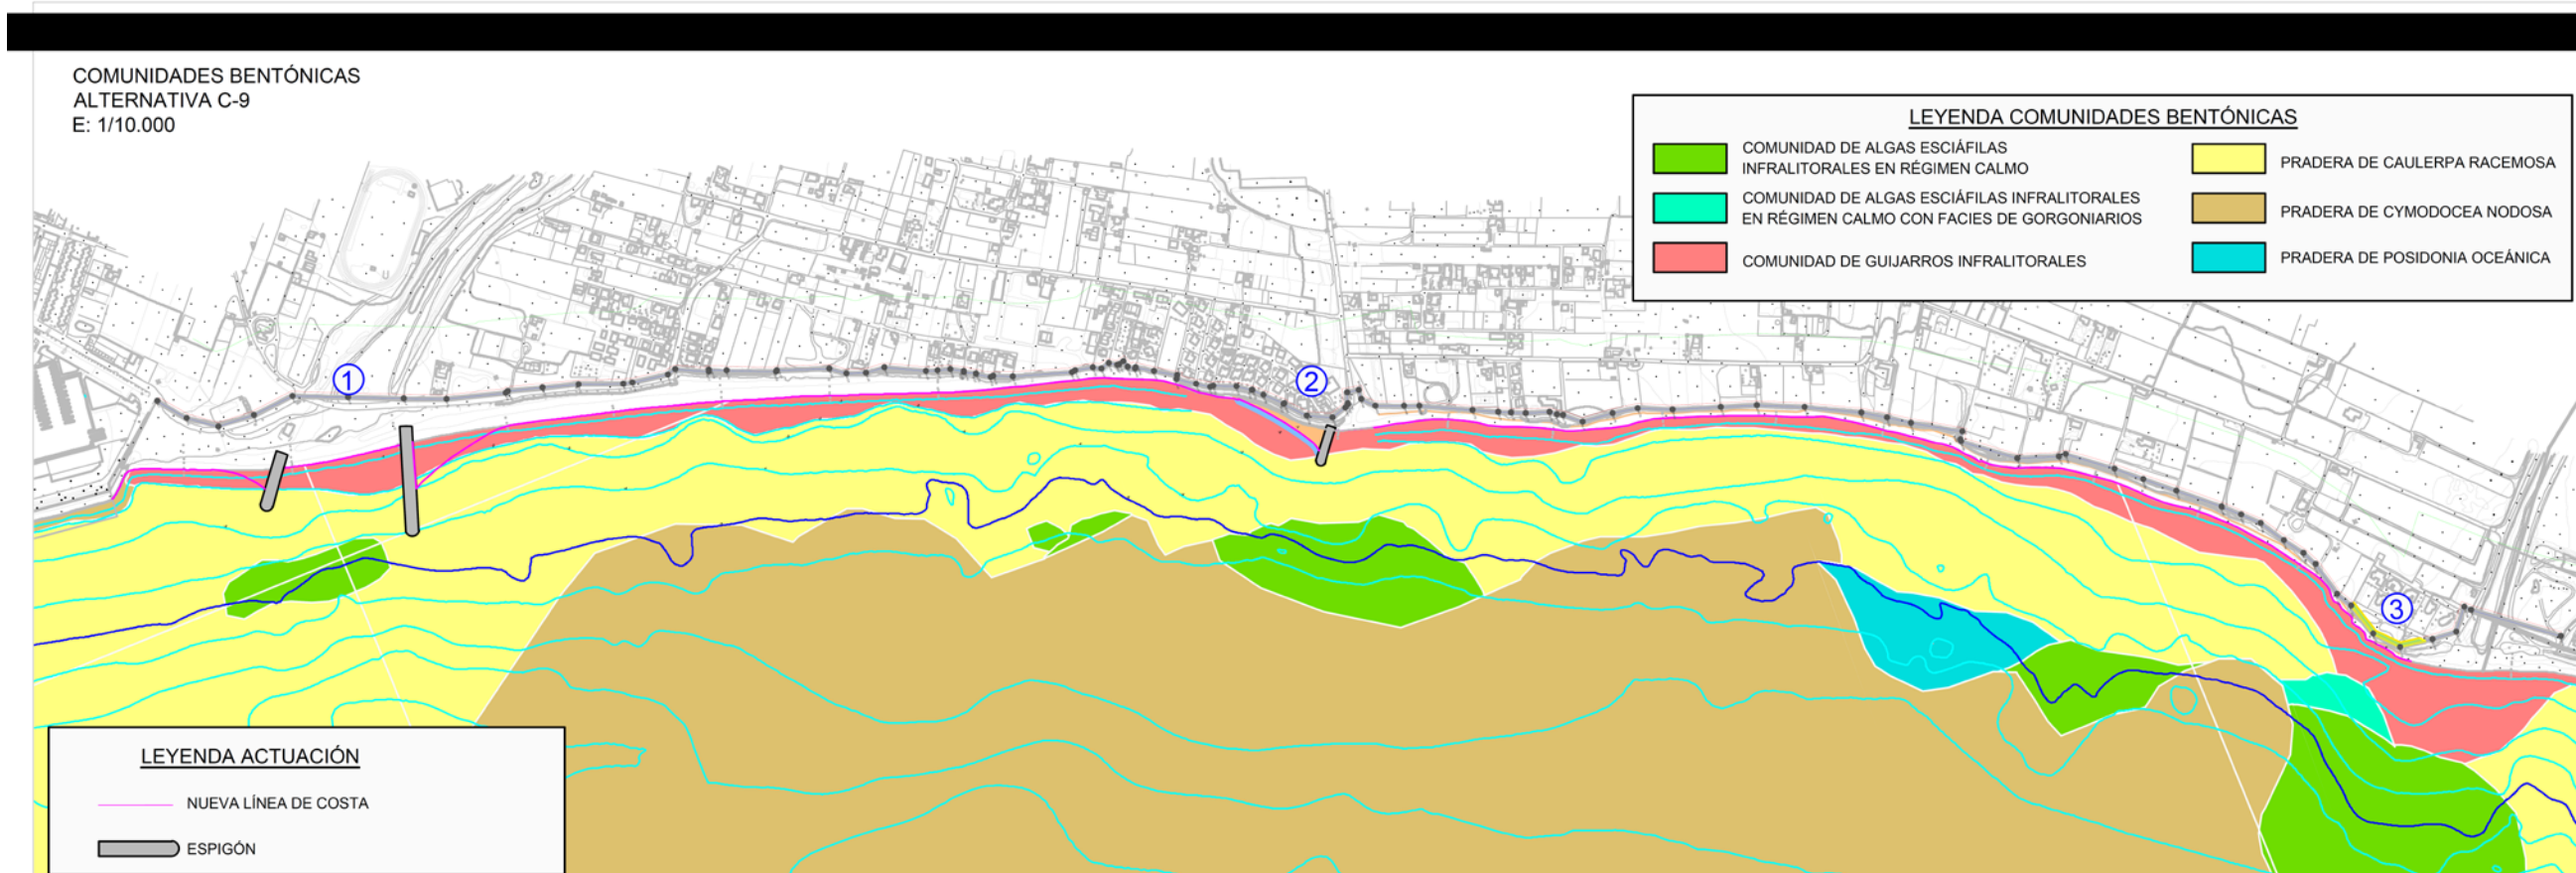 COMUNIDADES BENTÓNICAS
ALTERNATIVA C-9
E: 1/10.000
LEYENDA COMUNIDADES BENTÓNICAS
COMUNIDAD DE ALGAS ESCIÁFILAS
INFRALITORALES EN RÉGIMEN CALMO
COMUNIDAD DE ALGAS ESCIÁFILAS INFRALITORALES
EN RÉGIMEN CALMO CON FACIES DE GORGONIARIOS
COMUNIDAD DE GUIJARROS INFRALITORALES
PRADERA DE CAULERPA RACEMOSA
PRADERA DE CYMODOCEA NODOSA
PRADERA DE POSIDONIA OCEÁNICA
1
2
3
LEYENDA ACTUACIÓN
NUEVA LÍNEA DE COSTA
ESPIGÓN